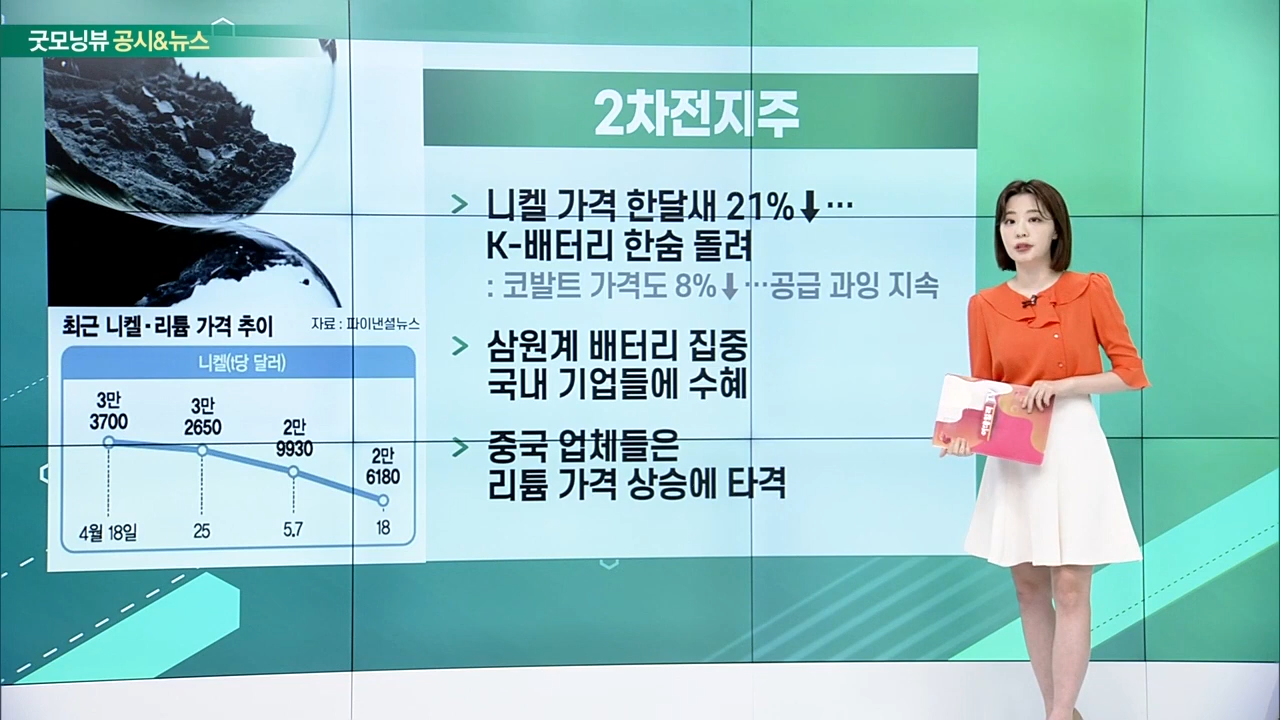 굿모닝뷰 공시&뉴스
2차전지주
> 니켈 가격 한달새 21%⬇…
K-배터리 한숨 돌려
: 코발트 가격도 8%⬇…공급 과잉 지속
> 삼원계 배터리 집중
국내 기업들에 수혜
> 중국 업체들은
리튬 가격 상승에 타격
최근 니켈·리튬 가격 추이
자료 : 파이낸셜뉴스
니켈(t당 달러)
3만
3700
3만
2650
2만
9930
2만
6180
4월 18일
25
5.7
18